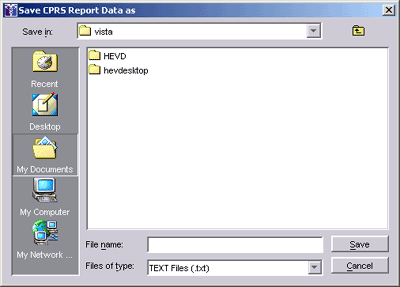 Save CPRS Report Data as
Save in: vista
HEVD
hevdesktop
Recent
Desktop
My Documents
My Computer
My Network ...
File name: Save
Files of type: TEXT Files (.txt) Cancel